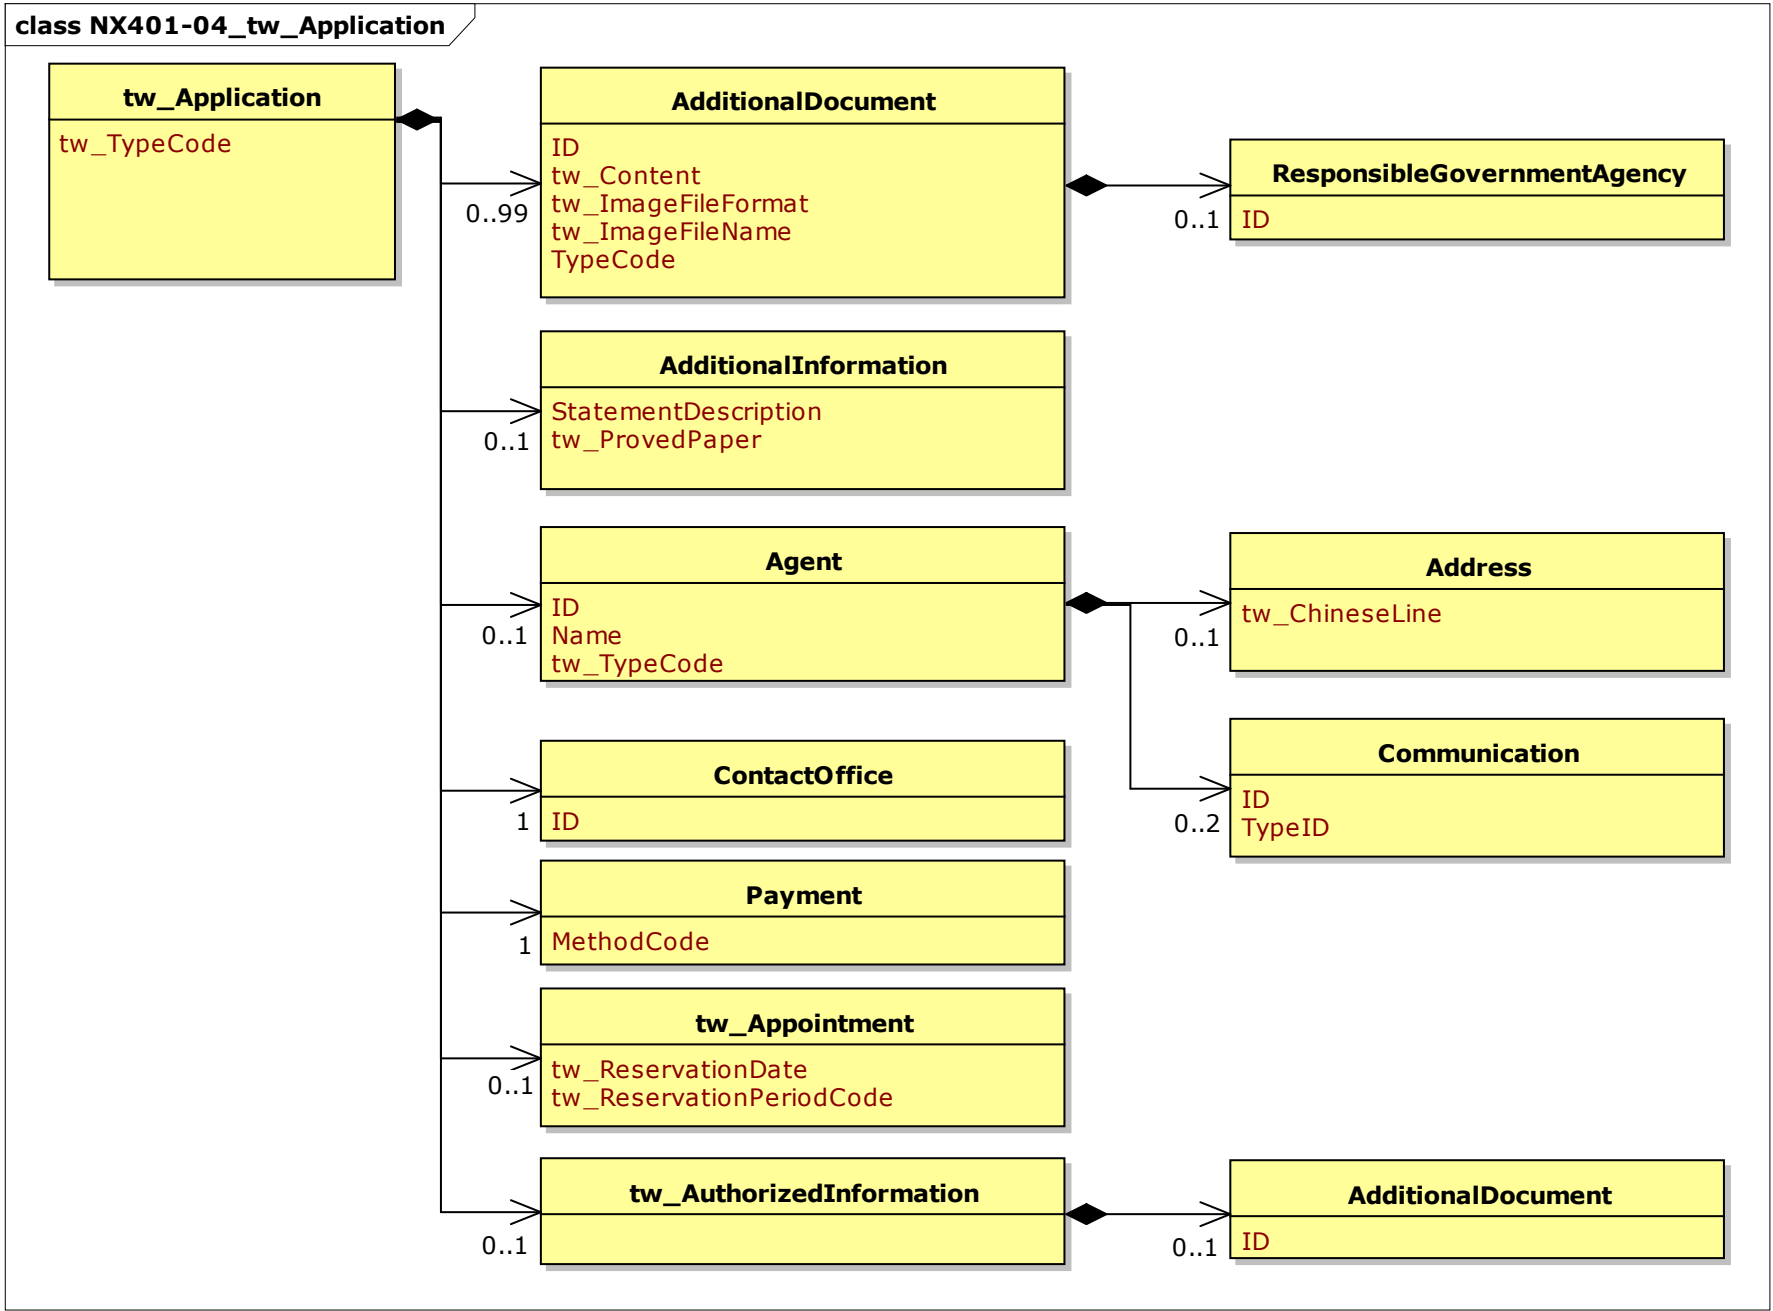 class NX401-04_tw_Application
tw_Application
tw_TypeCode
AdditionalDocument
ID
tw_Content
tw_ImageFileFormat
tw_ImageFileName
TypeCode
0..99
ResponsibleGovernmentAgency
ID
0..1
AdditionalInformation
StatementDescription
tw_ProvedPaper
0..1
Agent
ID
Name
tw_TypeCode
0..1
Address
tw_ChineseLine
0..1
Communication
ID
TypeID
0..2
ContactOffice
ID
1
Payment
MethodCode
1
tw_Appointment
tw_ReservationDate
tw_ReservationPeriodCode
0..1
tw_AuthorizedInformation
0..1
AdditionalDocument
ID
0..1